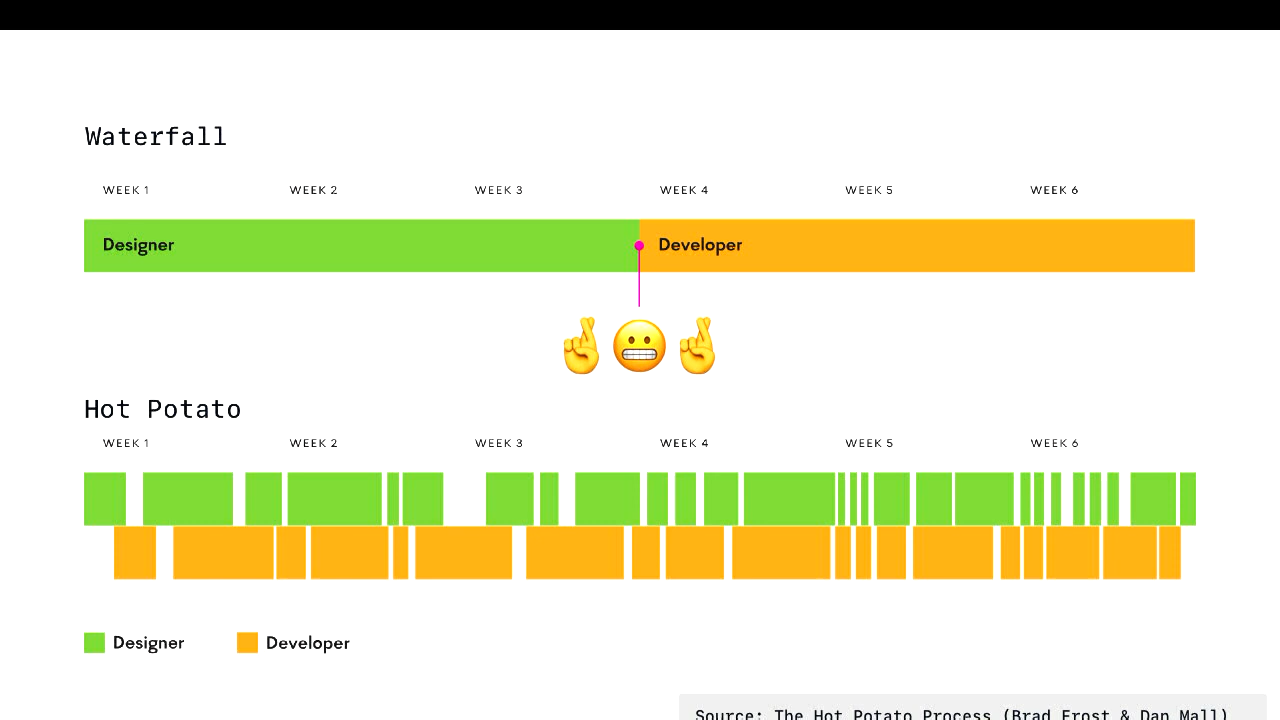 Waterfall
WEEK 1 WEEK 2 WEEK 3 WEEK 4 WEEK 5 WEEK 6
Designer Developer
Hot Potato
WEEK 1 WEEK 2 WEEK 3 WEEK 4 WEEK 5 WEEK 6
Designer Developer
Source: The Hot Potato Process (Brad Frost & Dan Mall)